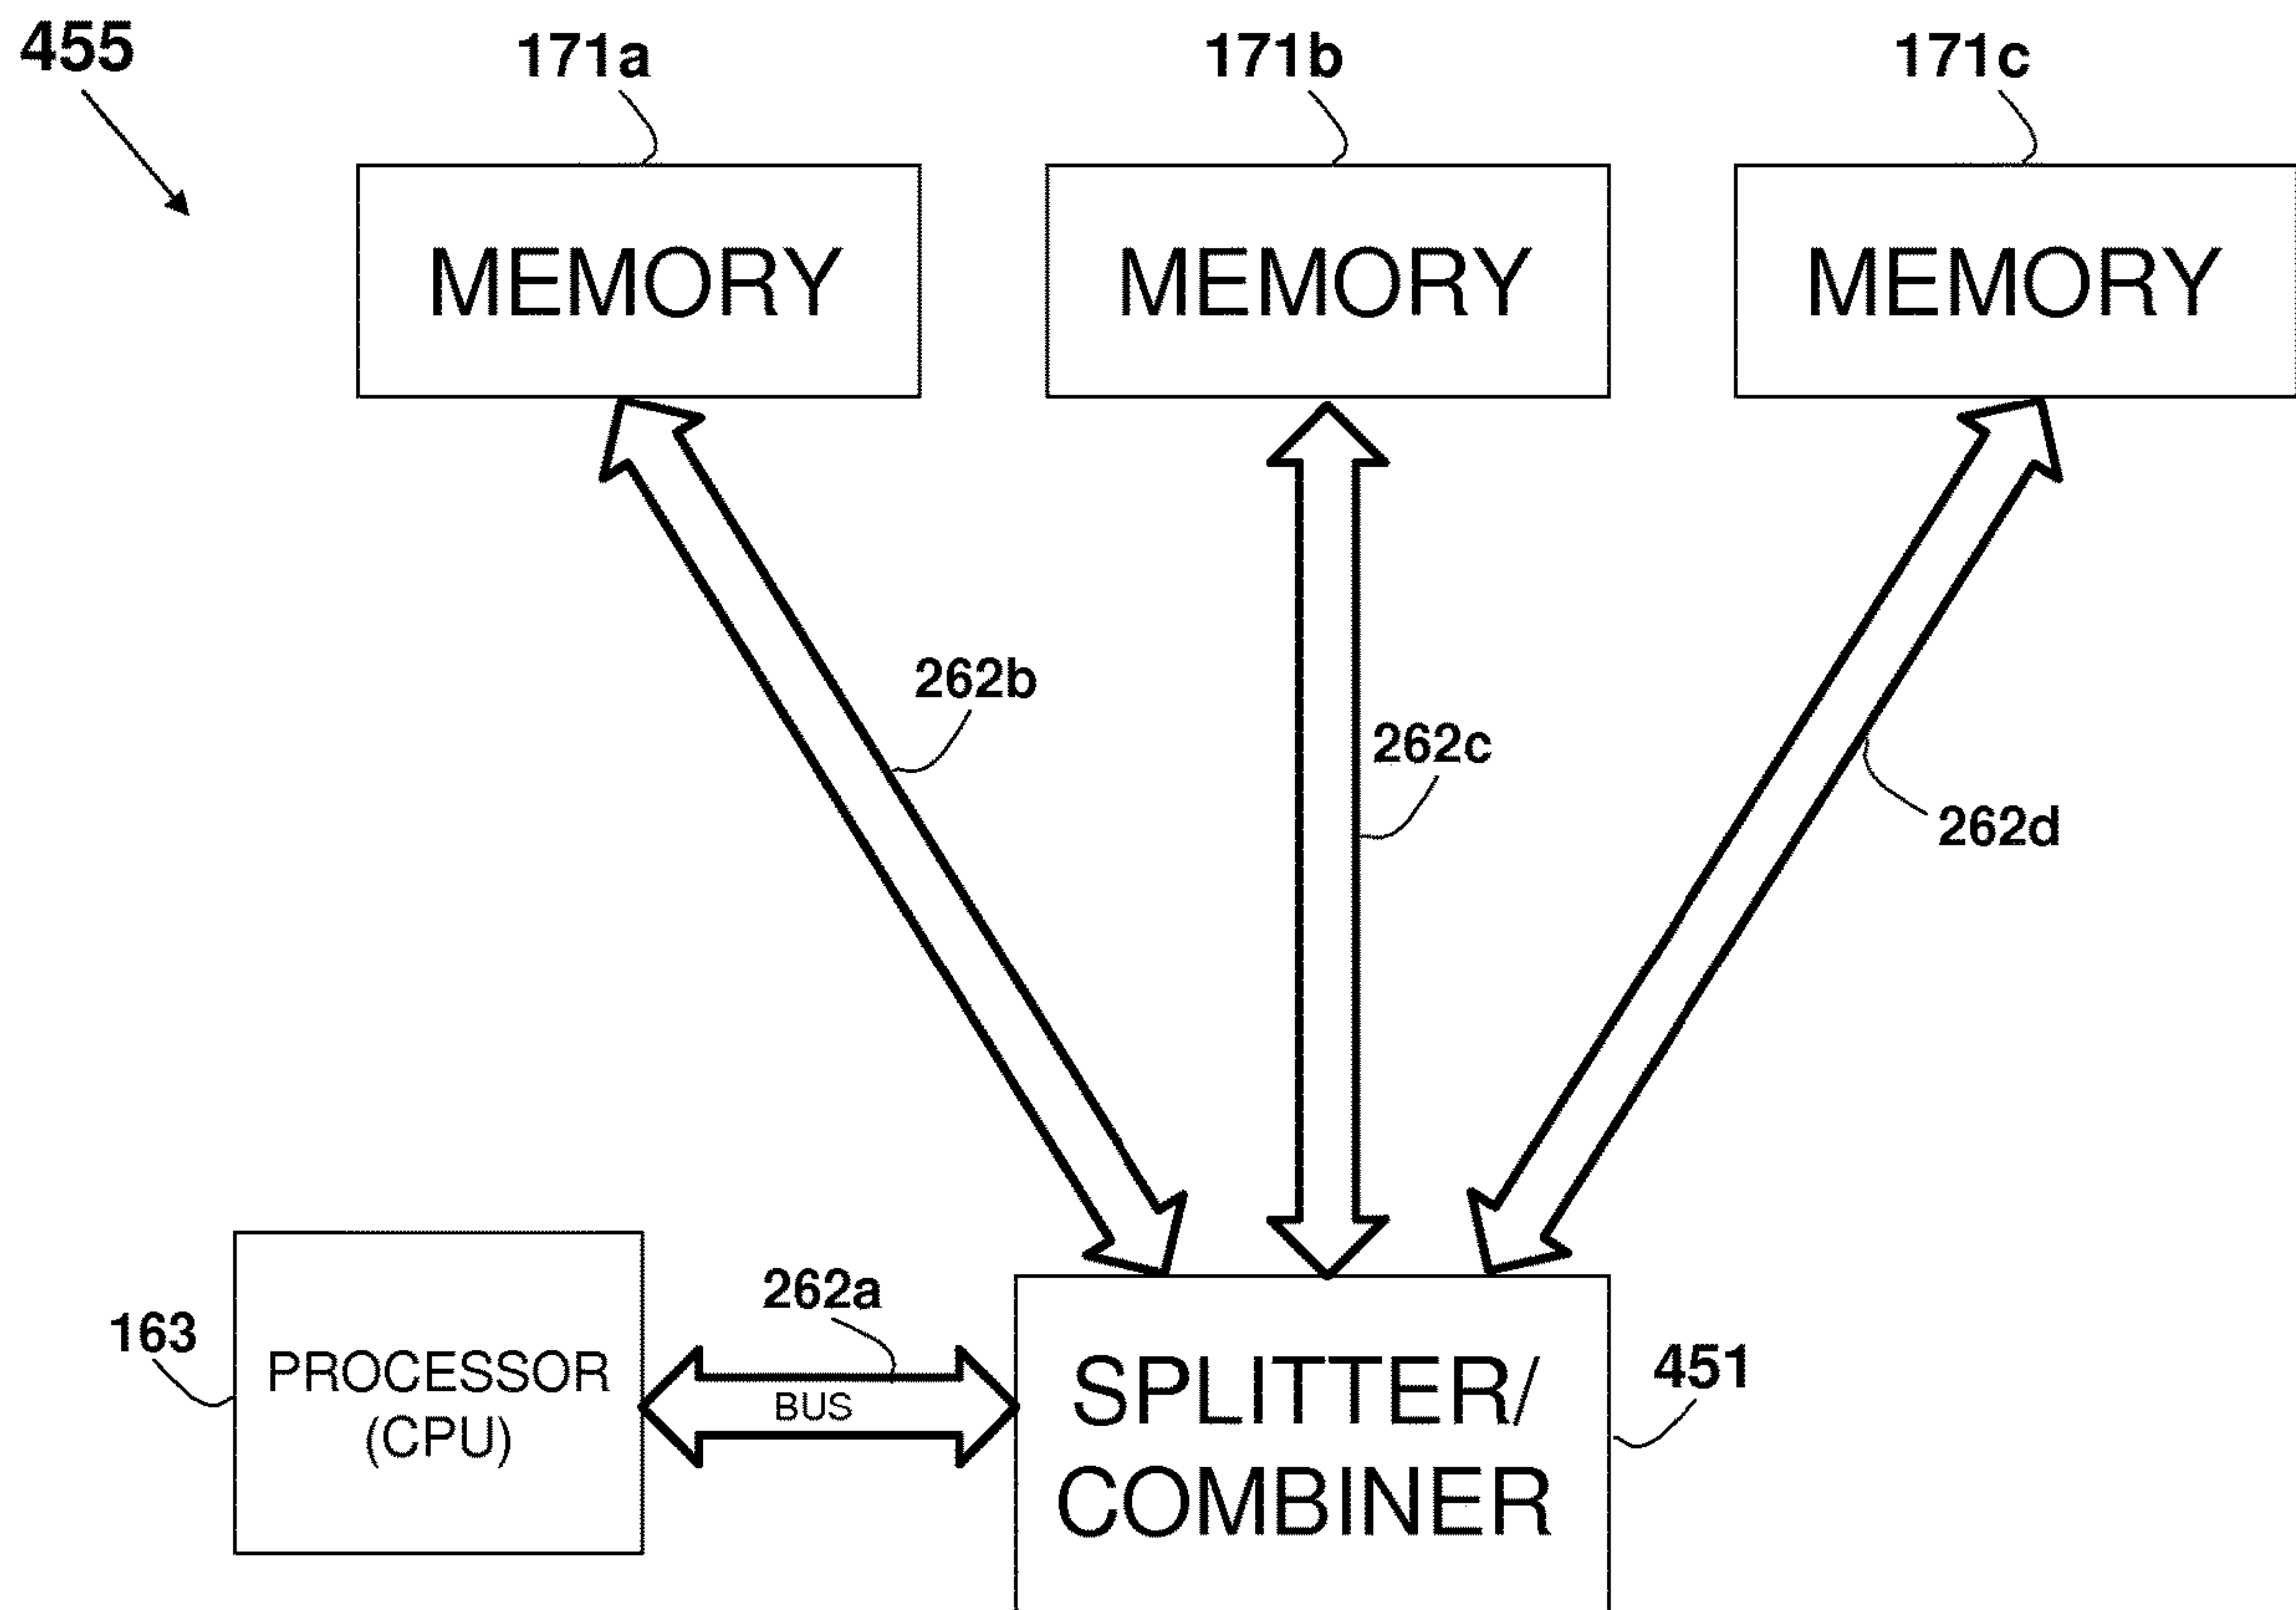 455
171a
171b
171c
MEMORY
MEMORY
MEMORY
262b
262c
262d
262a
163
PROCESSOR
(CPU)
BUS
SPLITTER/
COMBINER
451